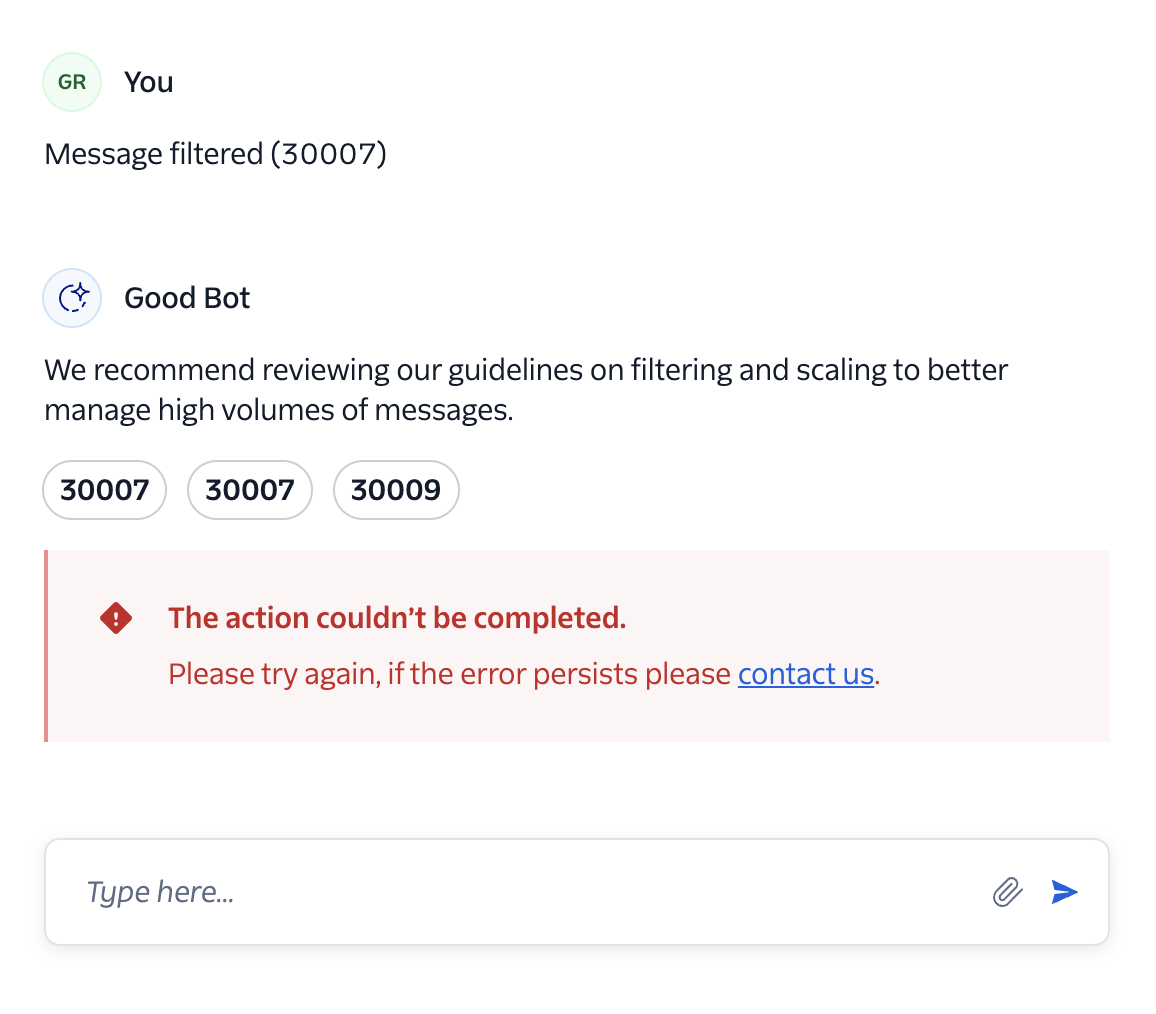 GR You
Message filtered (30007)
Good Bot
We recommend reviewing our guidelines on filtering and scaling to better
manage high volumes of messages.
30007 30007 30009
The action couldn’t be completed.
Please try again, if the error persists please contact us.
Type here...